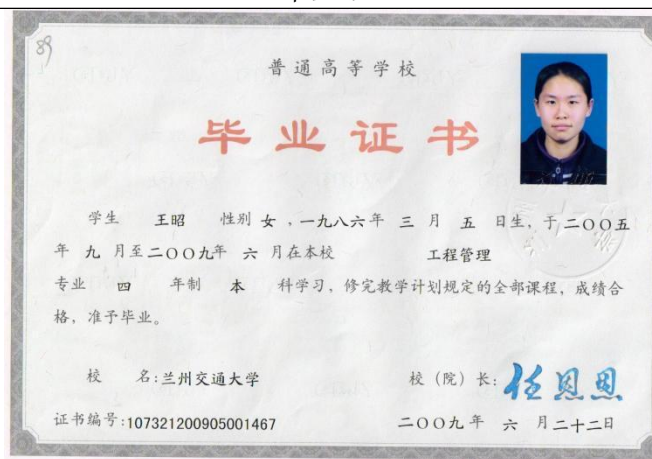 89
普通高等学校
毕业证书
学生 王昭 性别 女，一九八六年 三 月 五 日生，于二〇〇五
年 九 月至二〇〇九年 六 月在本校 工程管理
专业 四 年制 本 科学习，修完教学计划规定的全部课程，成绩合
格，准予毕业。
校 名：兰州交通大学 校（院）长：任恩恩
证书编号：107321200905001467 二〇〇九年 六 月二十二日